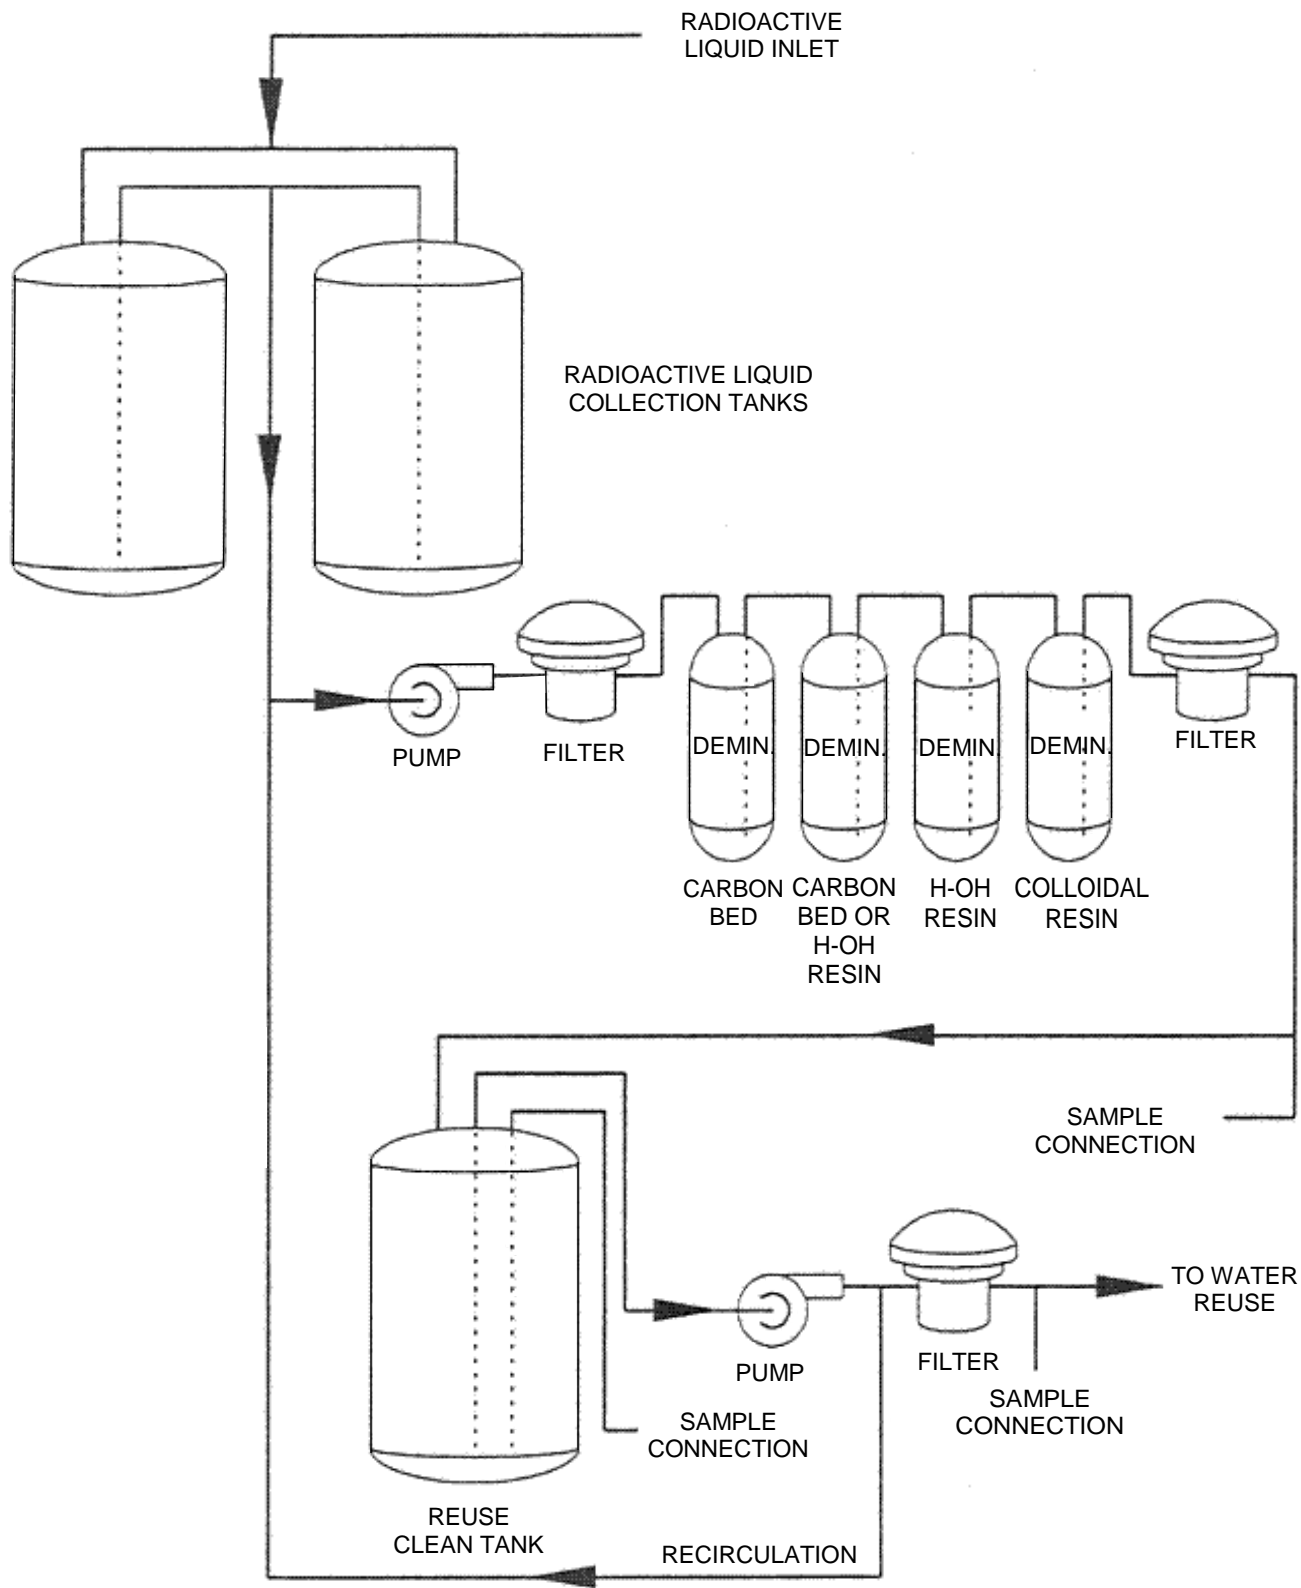 RADIOACTIVE
LIQUID INLET
RADIOACTIVE LIQUID
COLLECTION TANKS
PUMP
FILTER
DEMIN.
DEMIN.
DEMIN.
DEMIN.
FILTER
CARBON
BED
CARBON
BED OR
H-OH
RESIN
H-OH
RESIN
COLLOIDAL
RESIN
SAMPLE
CONNECTION
TO WATER
REUSE
PUMP
FILTER
SAMPLE
CONNECTION
SAMPLE
CONNECTION
REUSE
CLEAN TANK
RECIRCULATION